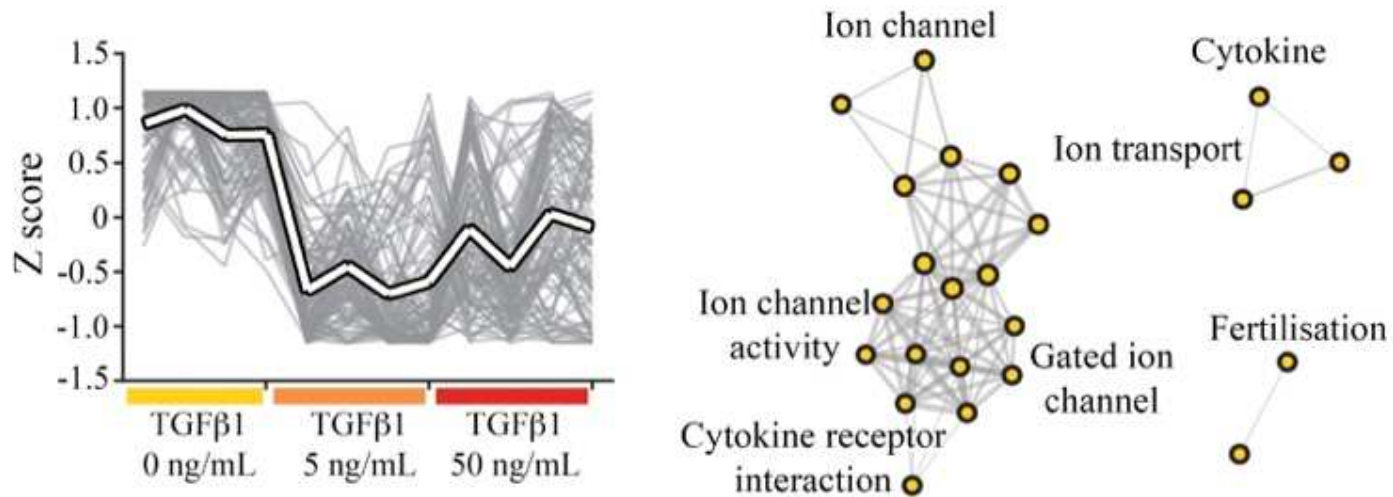 Z score
1.5
1.0
0.5
0
-0.5
-1.0
-1.5
TGFβ1
0 ng/mL
TGFβ1
5 ng/mL
TGFβ1
50 ng/mL
Ion channel
Cytokine
Ion transport
Ion channel
activity
Gated ion
channel
Fertilisation
Cytokine receptor
interaction